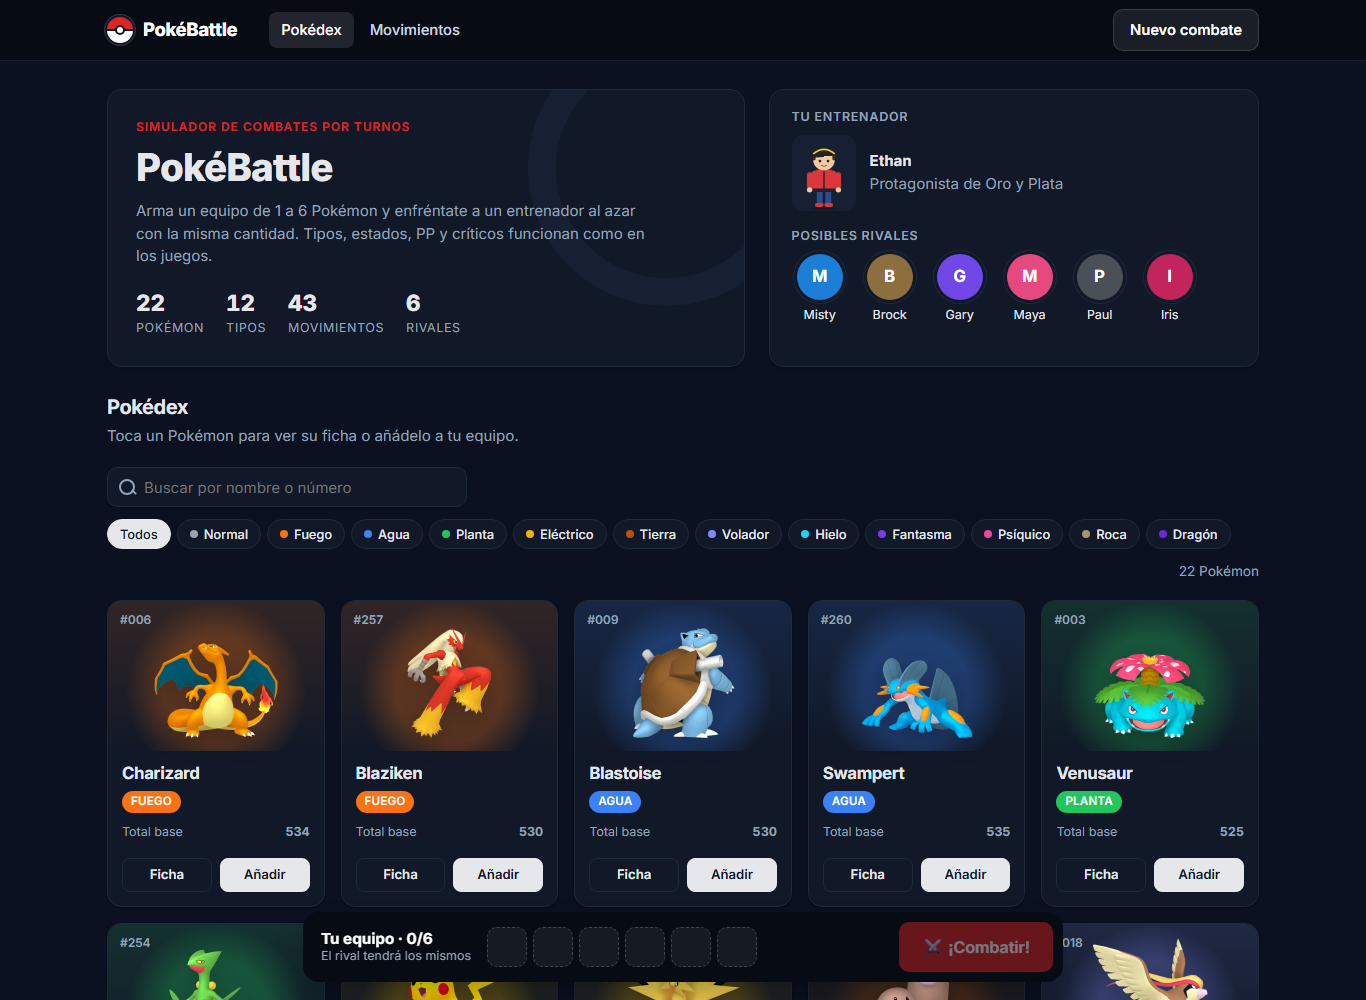 PokéBattle
Pokédex
Movimientos
Nuevo combate
SIMULADOR DE COMBATES POR TURNOS
PokéBattle
Arma un equipo de 1 a 6 Pokémon y enfréntate a un entrenador al azar
con la misma cantidad. Tipos, estados, PP y críticos funcionan como en
los juegos.
22 12 43 6
POKÉMON TIPOS MOVIMIENTOS RIVALES
TU ENTRENADOR
Ethan
Protagonista de Oro y Plata
POSIBLES RIVALES
M B G M P I
Misty Brock Gary Maya Paul Iris
Pokédex
Toca un Pokémon para ver su ficha o añádelo a tu equipo.
Buscar por nombre o número
Todos Normal Fuego Agua Planta Eléctrico Tierra Volador Hielo Fantasma Psíquico Roca Dragón
22 Pokémon
#006 #257 #009 #260 #003
Charizard Blaziken Blastoise Swampert Venusaur
FUEGO FUEGO AGUA AGUA PLANTA
Total base 534 Total base 530 Total base 530 Total base 535 Total base 525
Ficha Añadir Ficha Añadir Ficha Añadir Ficha Añadir Ficha Añadir
#254
Tu equipo · 0/6
El rival tendrá los mismos
¡Combatir!
018